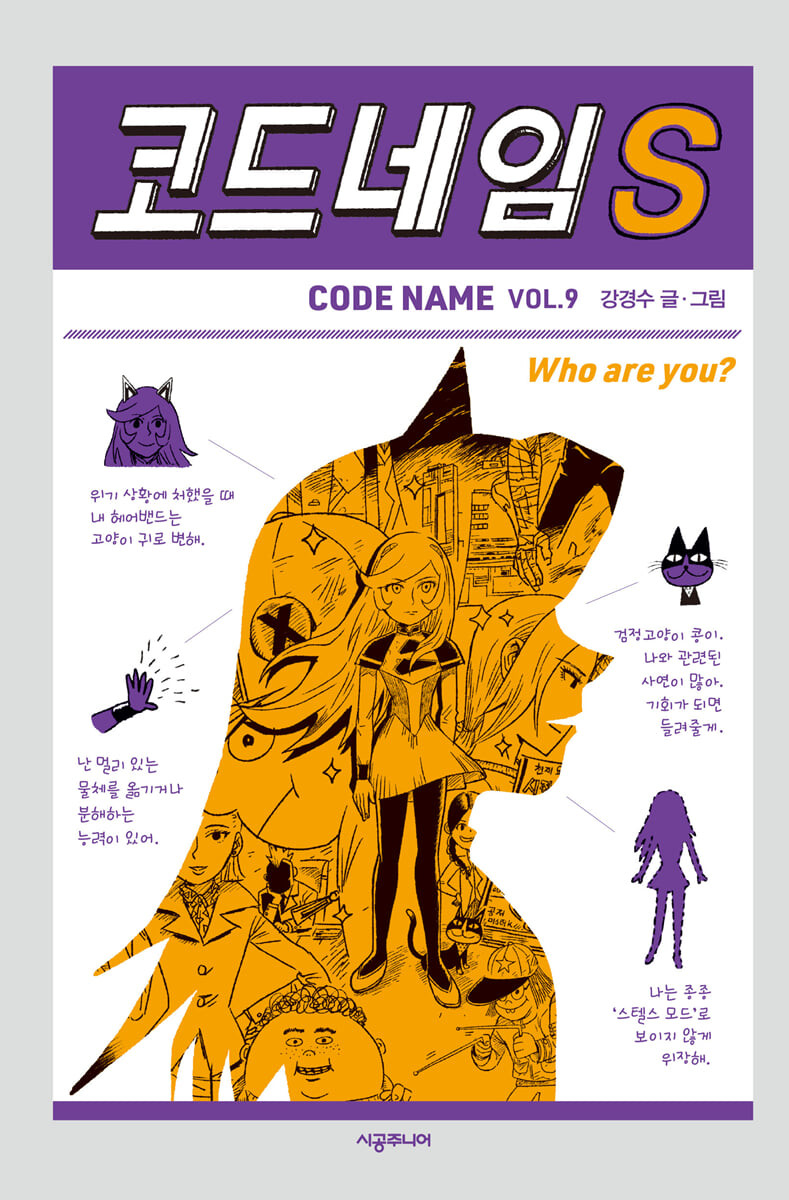 코드네임 S
CODE NAME VOL.9 강경수 글·그림
Who are you?
위기 상황에 처했을 때
내 헤어밴드는
고양이 귀로 변해.
X
검정고양이 콩이.
나와 관련된
사연이 많아.
기회가 되면
들려줄게.
난 멀리 있는
물체를 옮기거나
분해하는
능력이 있어.
천재
공저
나는 종종
'스텔스 모드'로
보이지 않게
위장해.
시공주니어